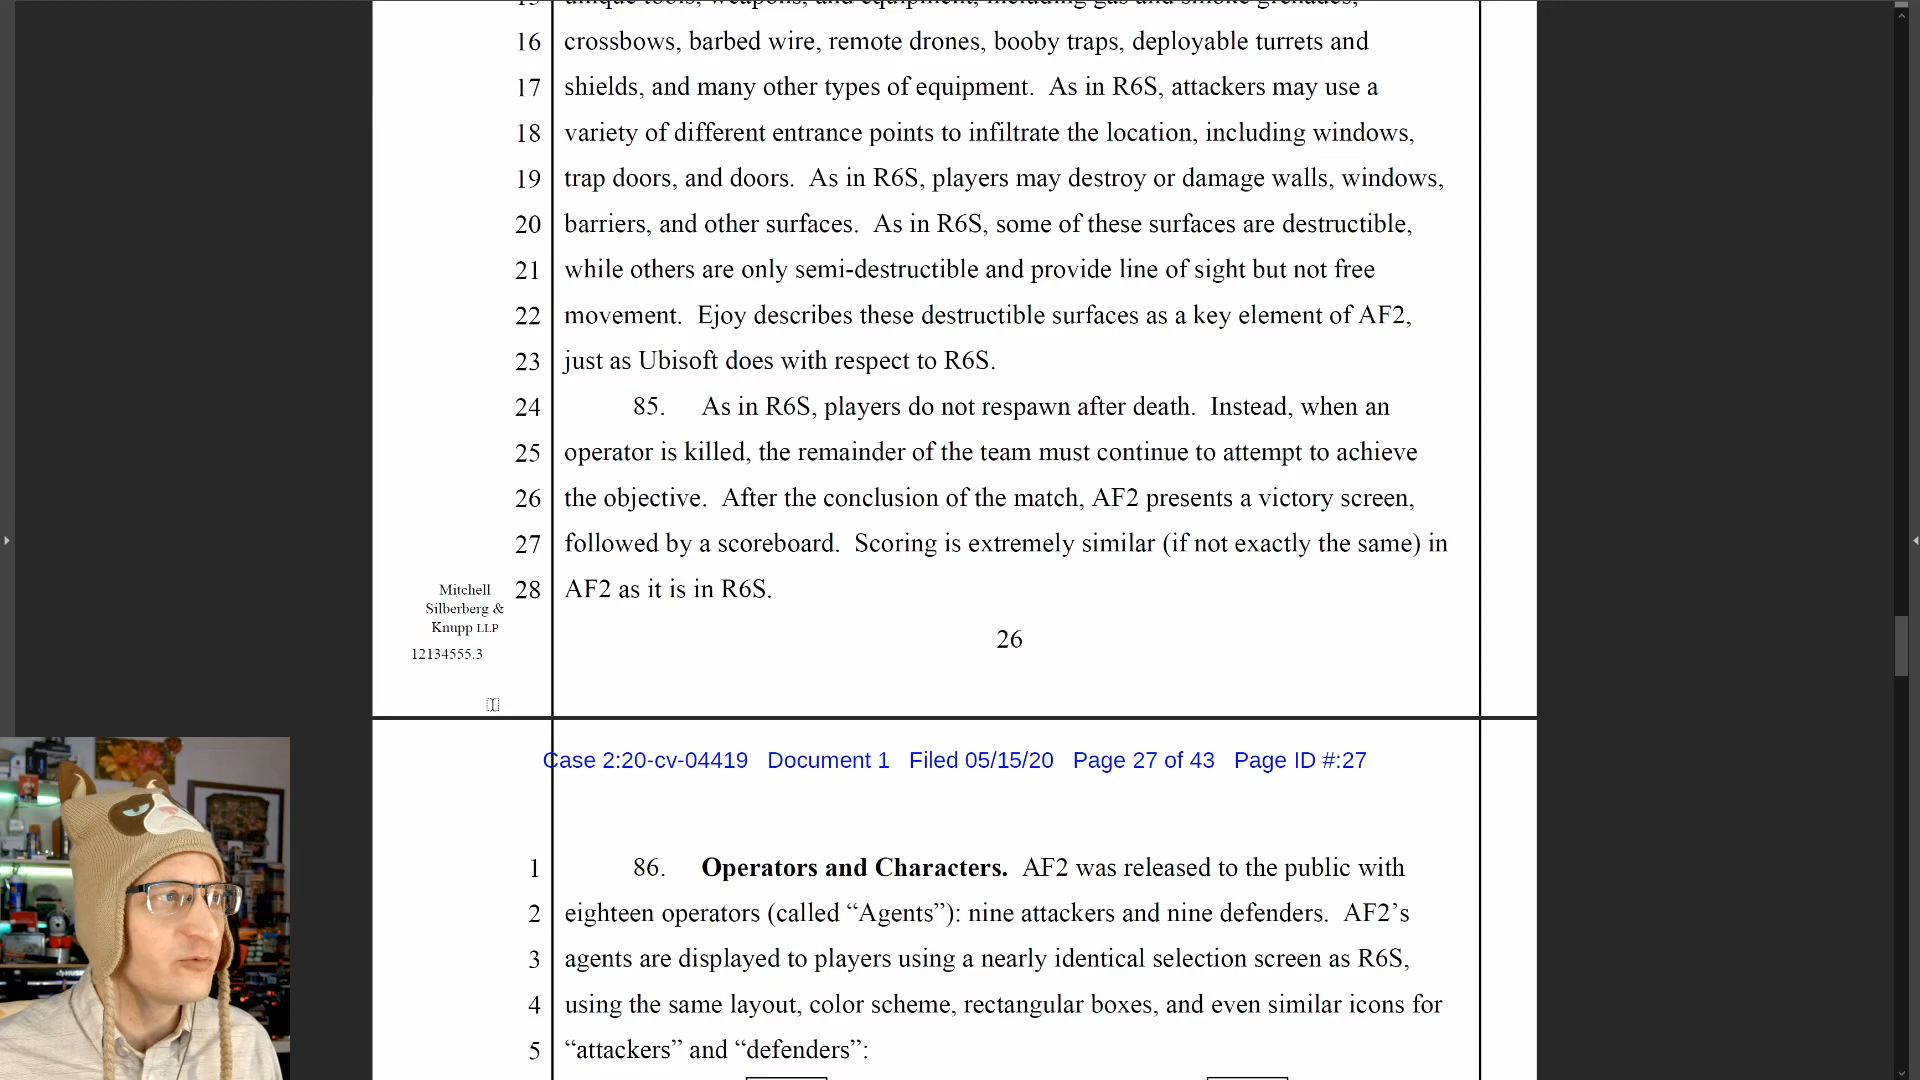 16 crossbows, barbed wire, remote drones, booby traps, deployable turrets and
17 shields, and many other types of equipment.  As in R6S, attackers may use a
18 variety of different entrance points to infiltrate the location, including windows,
19 trap doors, and doors.  As in R6S, players may destroy or damage walls, windows,
20 barriers, and other surfaces.  As in R6S, some of these surfaces are destructible,
21 while others are only semi-destructible and provide line of sight but not free
22 movement.  Ejoy describes these destructible surfaces as a key element of AF2,
23 just as Ubisoft does with respect to R6S.
24 85. As in R6S, players do not respawn after death.  Instead, when an
25 operator is killed, the remainder of the team must continue to attempt to achieve
26 the objective.  After the conclusion of the match, AF2 presents a victory screen,
27 followed by a scoreboard.  Scoring is extremely similar (if not exactly the same) in
28 AF2 as it is in R6S.
Mitchell
Silberberg &
Knupp LLP
12134555.3
26
Case 2:20-cv-04419 Document 1 Filed 05/15/20 Page 27 of 43 Page ID #:27
1 86. Operators and Characters.  AF2 was released to the public with
2 eighteen operators (called “Agents”): nine attackers and nine defenders.  AF2’s
3 agents are displayed to players using a nearly identical selection screen as R6S,
4 using the same layout, color scheme, rectangular boxes, and even similar icons for
5 “attackers” and “defenders”: